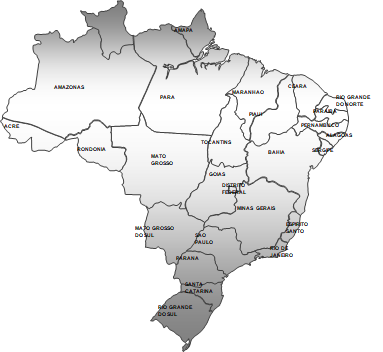 AMAPA
AMAZONAS
PARA
MARANHAO
CEARA
RIO GRANDE
DO NORTE
PARAIBA
PIAUI
PERNAMBUCO
ACRE
ALAGOAS
TOCANTINS
RONDONIA
SERGIPE
BAHIA
MATO
GROSSO
GOIAS
DISTRITO
FEDERAL
MINAS GERAIS
ESPIRITO
SANTO
MATO GROSSO
DO SUL
SAO
PAULO
RIO DE
JANEIRO
PARANA
SANTA
CATARINA
RIO GRANDE
DO SUL